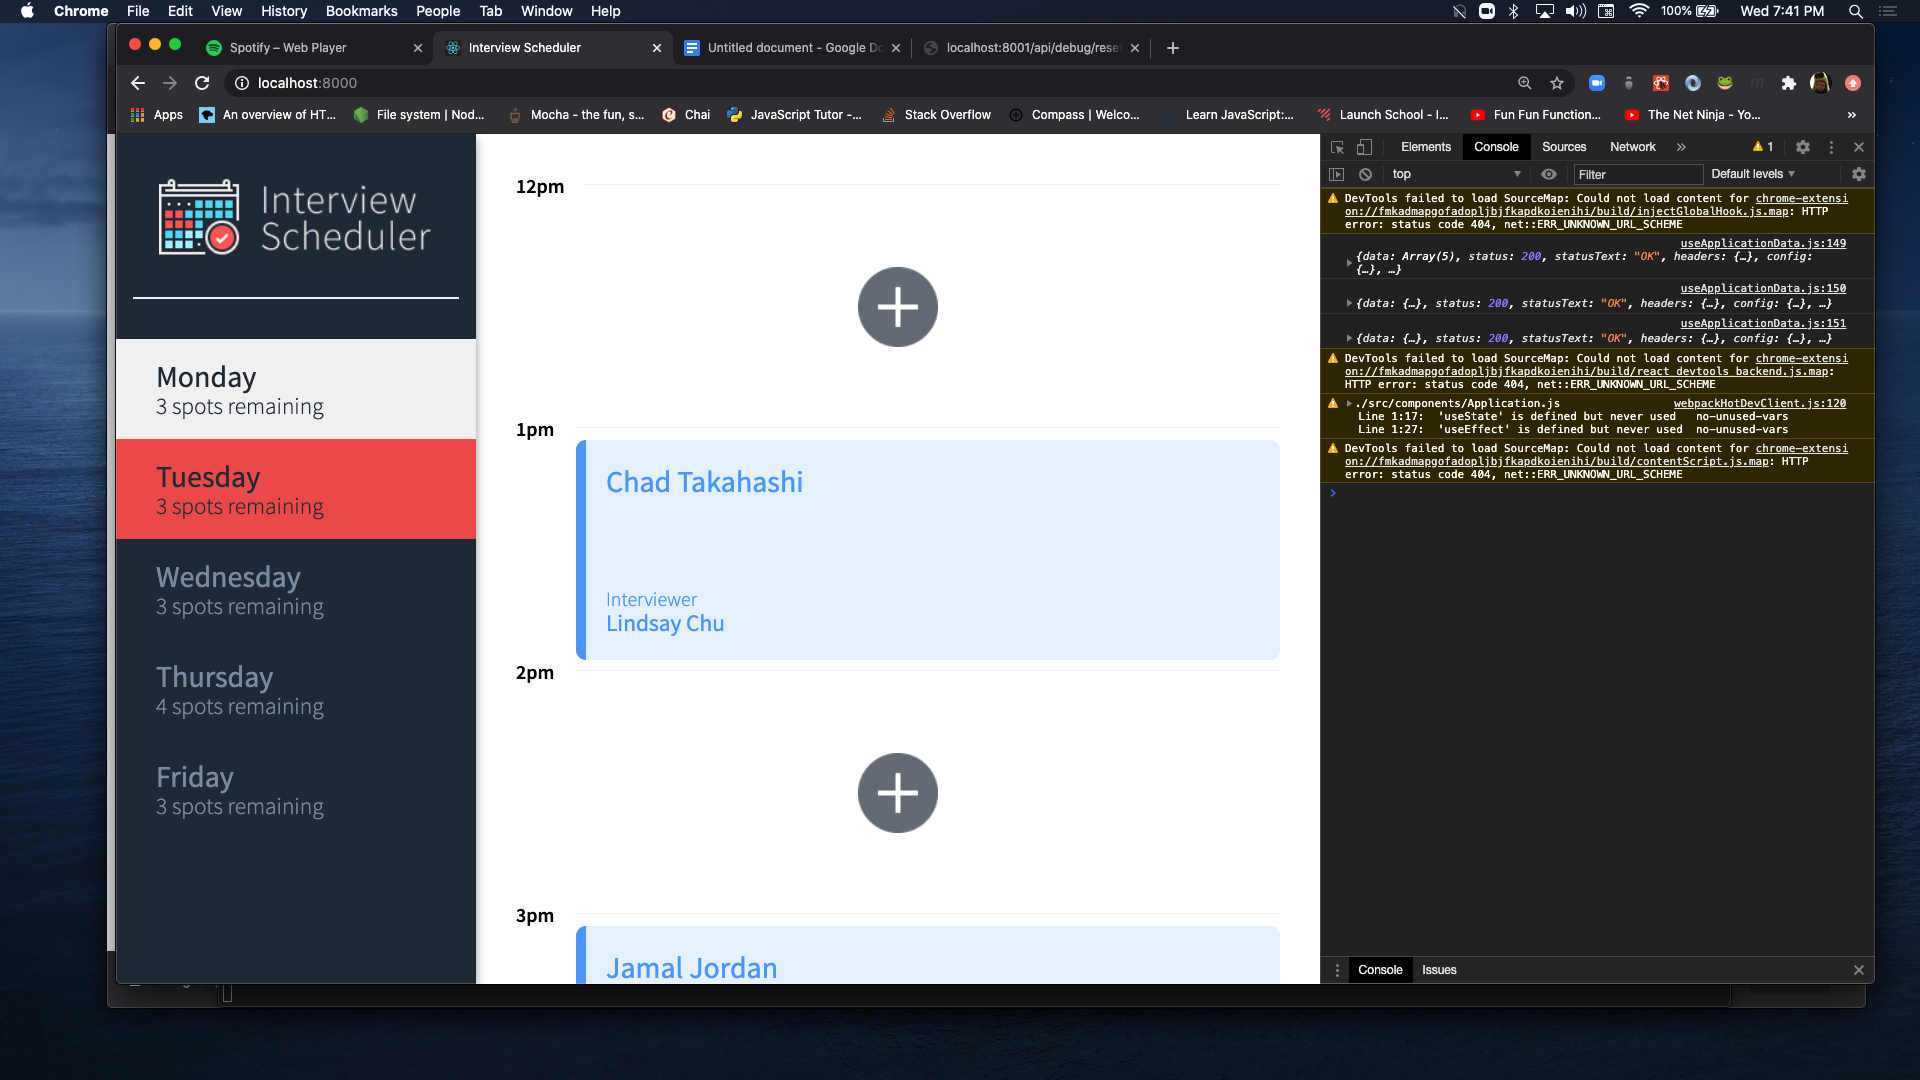 Chrome File Edit View History Bookmarks People Tab Window Help 100% Wed 7:41 PM
Spotify – Web Player Interview Scheduler Untitled document - Google Do localhost:8001/api/debug/rese
localhost:8000
Apps An overview of HT... File system | Nod... Mocha - the fun, s... Chai JavaScript Tutor -... Stack Overflow Compass | Welco... Learn JavaScript:... Launch School - I... Fun Fun Function... The Net Ninja - Yo... »
Interview
Scheduler
Monday
3 spots remaining
Tuesday
3 spots remaining
Wednesday
3 spots remaining
Thursday
4 spots remaining
Friday
3 spots remaining
12pm
1pm
Chad Takahashi
Interviewer
Lindsay Chu
2pm
3pm
Jamal Jordan
Elements Console Sources Network » 1
top Filter Default levels
DevTools failed to load SourceMap: Could not load content for chrome-extensi
on://fmkadmapgofadopljbjfkapdkoienihi/build/injectGlobalHook.js.map: HTTP
error: status code 404, net::ERR_UNKNOWN_URL_SCHEME
useApplicationData.js:149
{data: Array(5), status: 200, statusText: "OK", headers: {…}, config:
{…}, …}
useApplicationData.js:150
{data: {…}, status: 200, statusText: "OK", headers: {…}, config: {…}, …}
useApplicationData.js:151
{data: {…}, status: 200, statusText: "OK", headers: {…}, config: {…}, …}
DevTools failed to load SourceMap: Could not load content for chrome-extensi
on://fmkadmapgofadopljbjfkapdkoienihi/build/react_devtools_backend.js.map:
HTTP error: status code 404, net::ERR_UNKNOWN_URL_SCHEME
./src/components/Application.js webpackHotDevClient.js:120
Line 1:17: 'useState' is defined but never used no-unused-vars
Line 1:27: 'useEffect' is defined but never used no-unused-vars
DevTools failed to load SourceMap: Could not load content for chrome-extensi
on://fmkadmapgofadopljbjfkapdkoienihi/build/contentScript.js.map: HTTP
error: status code 404, net::ERR_UNKNOWN_URL_SCHEME
Console Issues